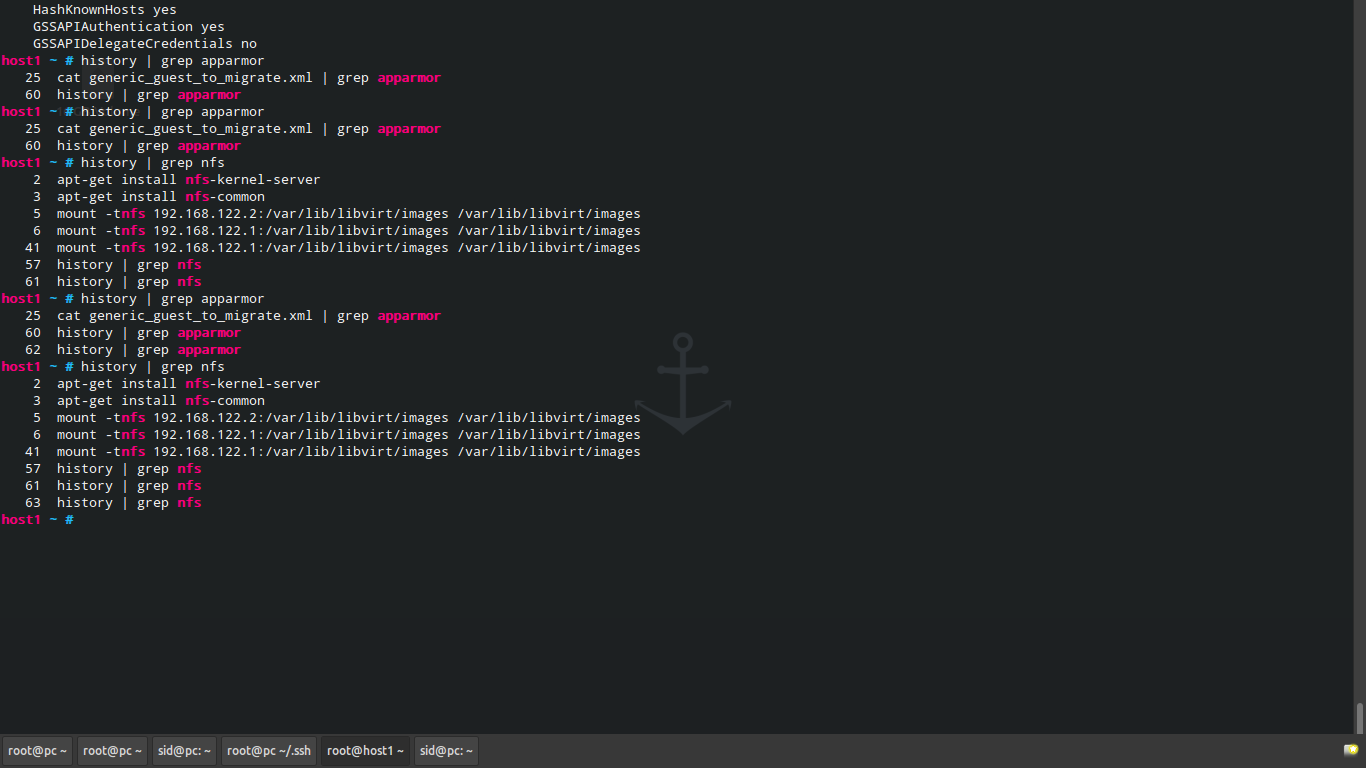 HashKnownHosts yes
GSSAPIAuthentication yes
GSSAPIDelegateCredentials no
host1 ~ # history | grep apparmor
25 cat generic_guest_to_migrate.xml | grep apparmor
60 history | grep apparmor
host1 ~ # history | grep apparmor
25 cat generic_guest_to_migrate.xml | grep apparmor
60 history | grep apparmor
host1 ~ # history | grep nfs
2 apt-get install nfs-kernel-server
3 apt-get install nfs-common
5 mount -tnfs 192.168.122.2:/var/lib/libvirt/images /var/lib/libvirt/images
6 mount -tnfs 192.168.122.1:/var/lib/libvirt/images /var/lib/libvirt/images
41 mount -tnfs 192.168.122.1:/var/lib/libvirt/images /var/lib/libvirt/images
57 history | grep nfs
61 history | grep nfs
host1 ~ # history | grep apparmor
25 cat generic_guest_to_migrate.xml | grep apparmor
60 history | grep apparmor
62 history | grep apparmor
host1 ~ # history | grep nfs
2 apt-get install nfs-kernel-server
3 apt-get install nfs-common
5 mount -tnfs 192.168.122.2:/var/lib/libvirt/images /var/lib/libvirt/images
6 mount -tnfs 192.168.122.1:/var/lib/libvirt/images /var/lib/libvirt/images
41 mount -tnfs 192.168.122.1:/var/lib/libvirt/images /var/lib/libvirt/images
57 history | grep nfs
61 history | grep nfs
63 history | grep nfs
host1 ~ #
root@pc ~ root@pc ~ sid@pc: ~ root@pc ~/.ssh root@host1 ~ sid@pc: ~